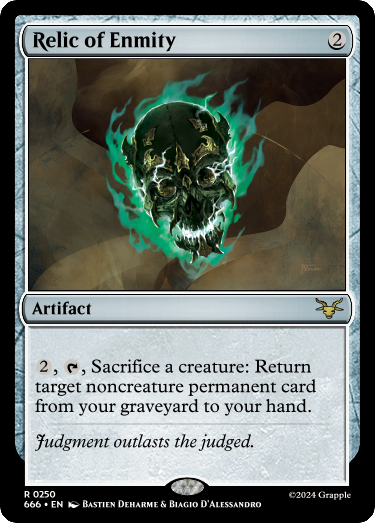 Relic of Enmity 2
Artifact
2, , Sacrifice a creature: Return
target noncreature permanent card
from your graveyard to your hand.
Judgment outlasts the judged.
R 0250
666 • EN Bastien Deharme & Biagio D'Alessandro
©2024 Grapple